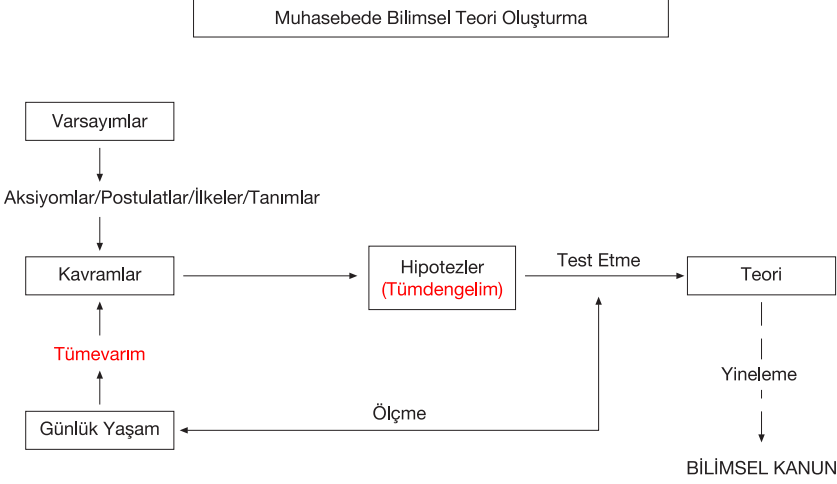 Muhasebede Bilimsel Teori Oluşturma
Varsayımlar
Aksiyomlar/Postulatlar/İlkeler/Tanımlar
Kavramlar
Hipotezler
(Tümdengelim)
Test Etme
Teori
Tümevarım
Yineleme
Günlük Yaşam
Ölçme
BİLİMSEL KANUN